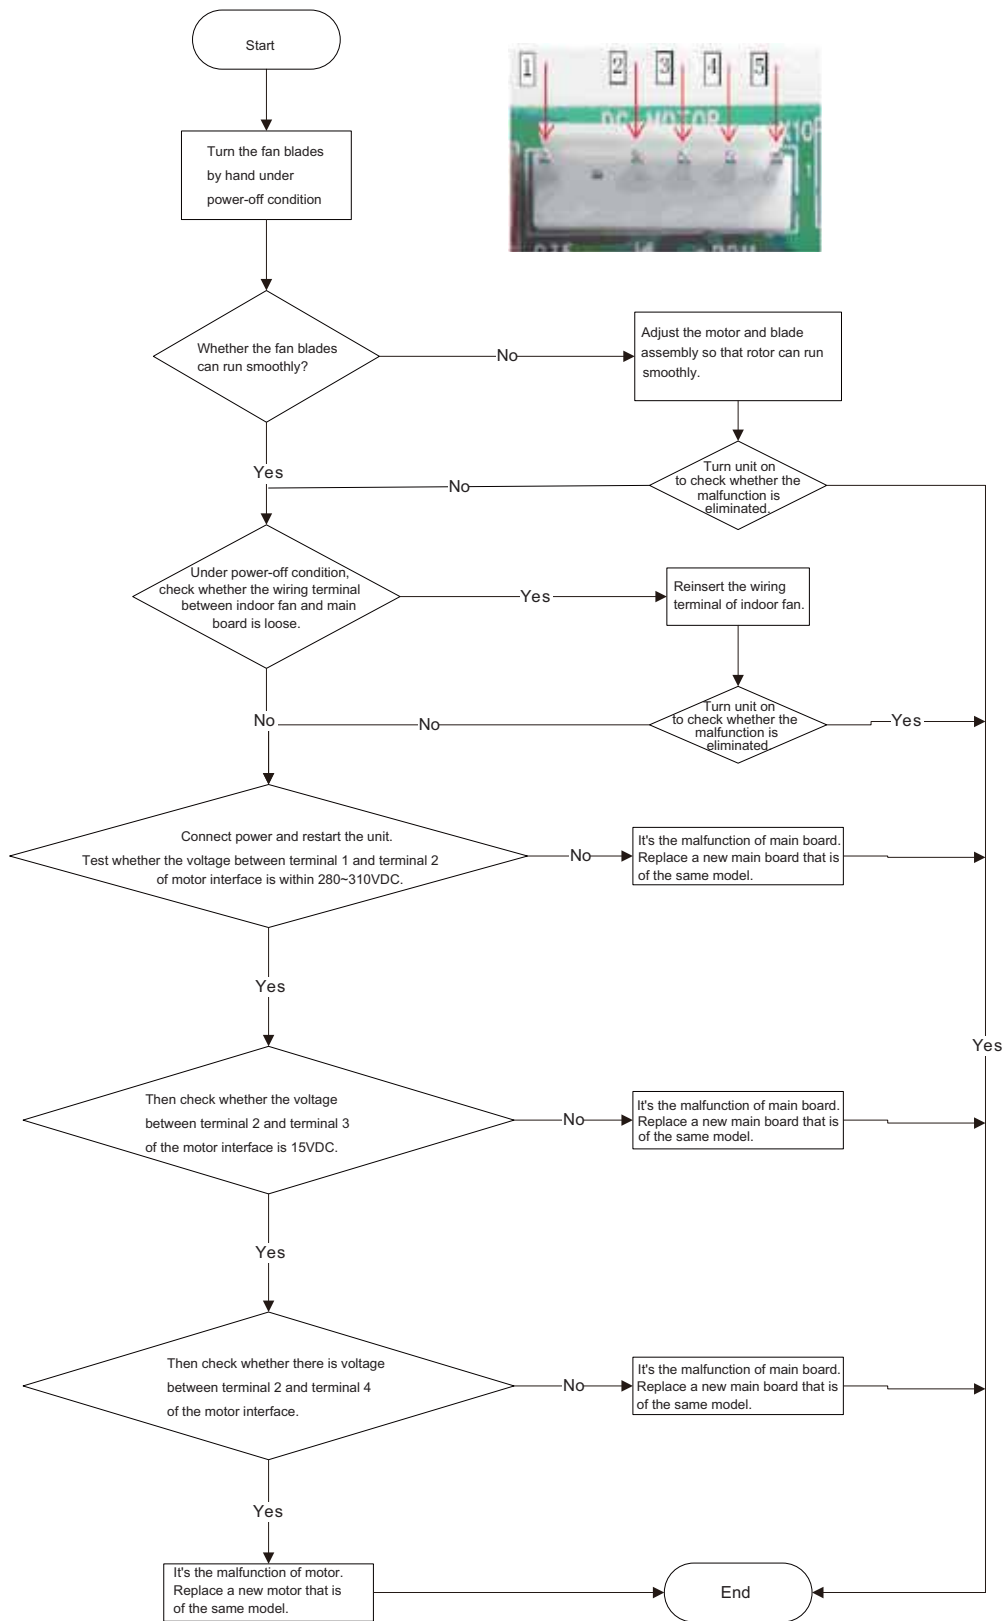 Start
1 2 3 4 5
DC MOTOR
Turn the fan blades
by hand under
power-off condition
Whether the fan blades
can run smoothly?
No
Adjust the motor and blade
assembly so that rotor can run
smoothly.
Yes
No
Turn unit on
to check whether the
malfunction is
eliminated.
Under power-off condition,
check whether the wiring terminal
between indoor fan and main
board is loose.
Yes
Reinsert the wiring
terminal of indoor fan.
No
No
Turn unit on
to check whether the
malfunction is
eliminated.
Yes
Connect power and restart the unit.
Test whether the voltage between terminal 1 and terminal 2
of motor interface is within 280~310VDC.
No
It's the malfunction of main board.
Replace a new main board that is
of the same model.
Yes
Yes
Then check whether the voltage
between terminal 2 and terminal 3
of the motor interface is 15VDC.
No
It's the malfunction of main board.
Replace a new main board that is
of the same model.
Yes
Then check whether there is voltage
between terminal 2 and terminal 4
of the motor interface.
No
It's the malfunction of main board.
Replace a new main board that is
of the same model.
Yes
It's the malfunction of motor.
Replace a new motor that is
of the same model.
End